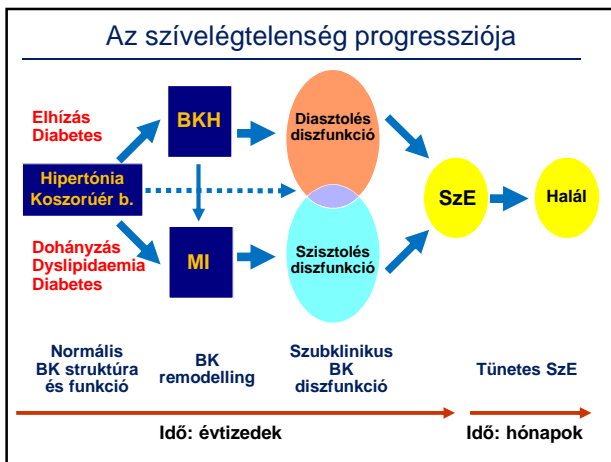 Az szívelégtelenség progressziója
Elhízás
Diabetes
BKH
Diasztolés
diszfunkció
Hipertónia
Koszorúér b.
SzE
Halál
Dohányzás
Dyslipidaemia
Diabetes
MI
Szisztolés
diszfunkció
Normális
BK struktúra
és funkció
BK
remodelling
Szubklinikus
BK
diszfunkció
Tünetes SzE
Idő: évtizedek
Idő: hónapok